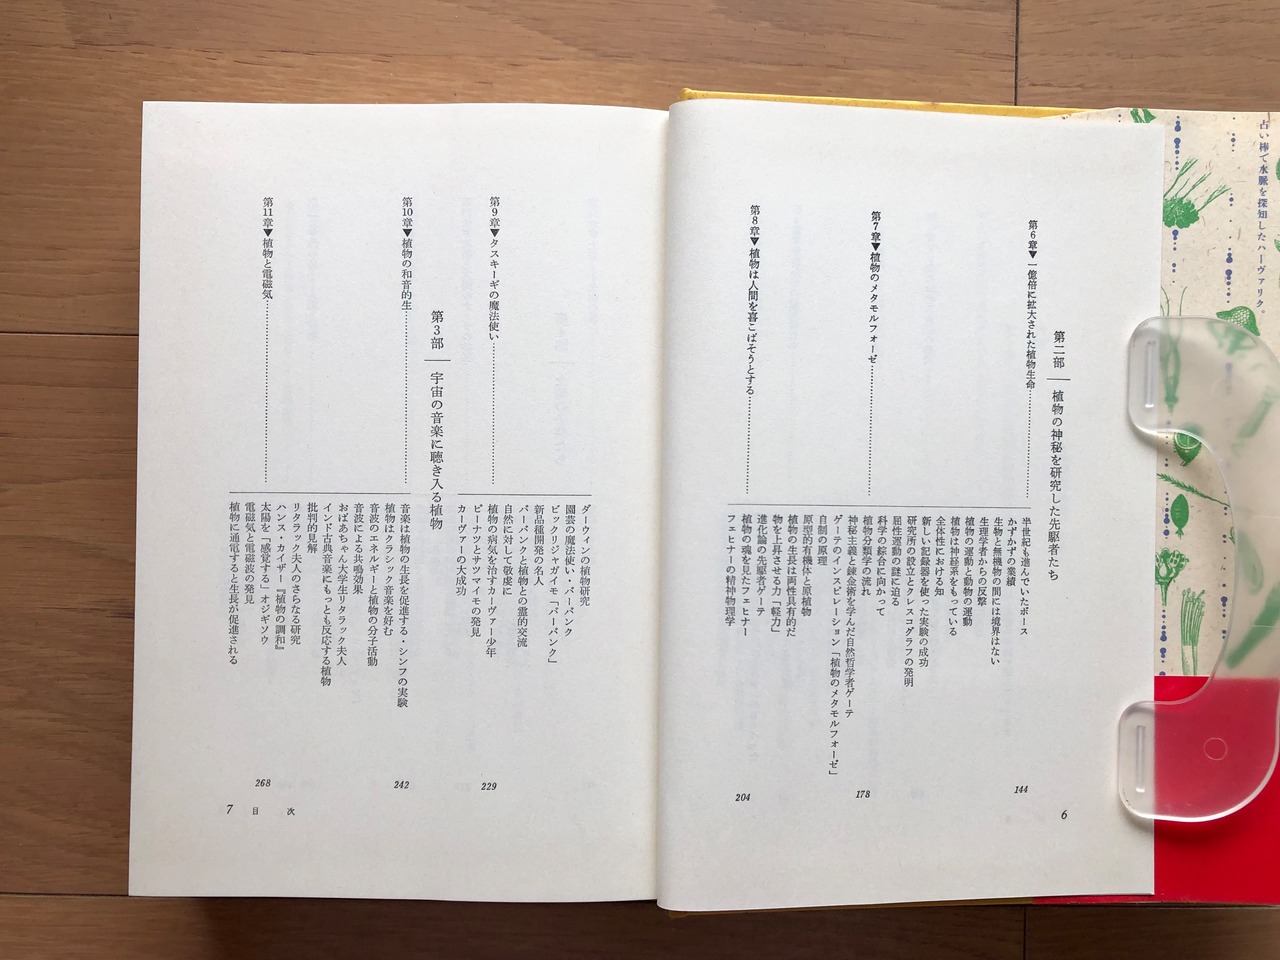 占い棒で水脈を探知したハーヴァリク。
第二部――植物の神秘を研究した先駆者たち
第6章▼一億倍に拡大された植物生命………144
半世紀も進んでいたボース
かずかずの業績
生物と無機物の間には境界はない
生理学者からの反撃
植物の運動と動物の運動
植物は神経系をもっている
全体性における知
新しい記録器を使った実験の成功
研究所の設立とクレスコグラフの発明
屈性運動の謎に迫る
第7章▼植物のメタモルフォーゼ………178
科学の綜合に向かって
植物分類学の流れ
神秘主義と錬金術を学んだ自然哲学者ゲーテ
ゲーテのインスピレーション「植物のメタモルフォーゼ」
自制の原理
原型的有機体と原植物
植物の生長は両性具有的だ
物を上昇させる力「軽力」
進化論の先駆者ゲーテ
第8章▼植物は人間を喜こばそうとする………204
植物の魂を見たフェヒナー
フェヒナーの精神物理学
6
ダーウィンの植物研究
園芸の魔法使い・バーバンク
ビックリジャガイモ「バーバンク」
新品種開発の名人
バーバンクと植物との霊的交流
自然に対して敬虔に
第9章▼タスキーギの魔法使い………229
植物の病気を治すカーヴァー少年
ピーナツとサツマイモの発見
カーヴァーの大成功
第3部――宇宙の音楽に聴き入る植物
第10章▼植物の和音的生………242
音楽は植物の生長を促進する・シンフの実験
植物はクラシック音楽を好む
音波のエネルギーと植物の分子活動
音波による共鳴効果
おばあちゃん大学生リタラック夫人
インド古典音楽にもっとも反応する植物
批判的見解
リタラック夫人のさらなる研究
ハンス・カイザー『植物の調和』
第11章▼植物と電磁気………268
太陽を「感覚する」オジギソウ
電磁気と電磁波の発見
植物に通電すると生長が促進される
7 目 次